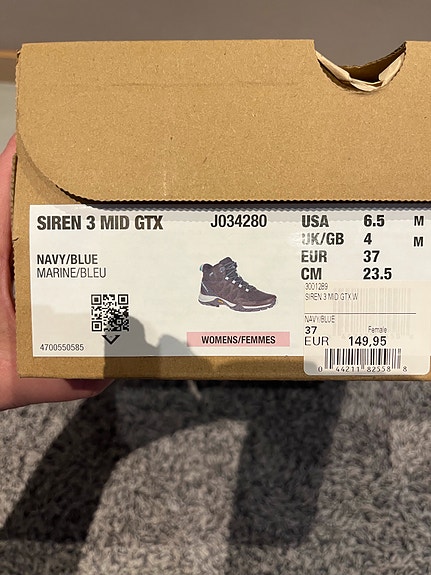 SIREN 3 MID GTX J034280
NAVY/BLUE
MARINE/BLEU
4700550585
WOMENS/FEMMES
USA 6.5 M
UK/GB 4 M
EUR 37
CM 23.5
3001289
SIREN 3 MID GTX W
NAVY/BLUE
37 Female
EUR 149,95
0 44211 82558 8